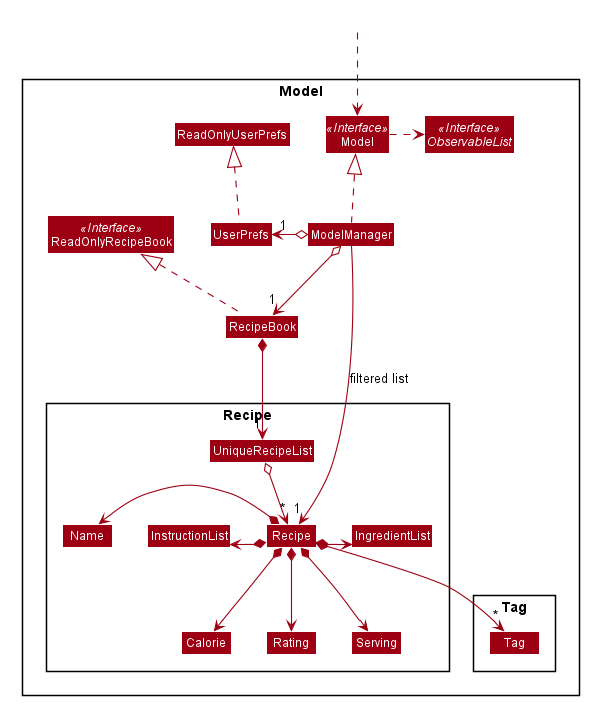 Model
ReadOnlyUserPrefs
«Interface»
Model
«Interface»
ObservableList
«Interface»
ReadOnlyRecipeBook
UserPrefs
1
ModelManager
1
RecipeBook
filtered list
Recipe
1
UniqueRecipeList
*
1
Name
InstructionList
Recipe
IngredientList
Tag
*
Calorie
Rating
Serving
Tag